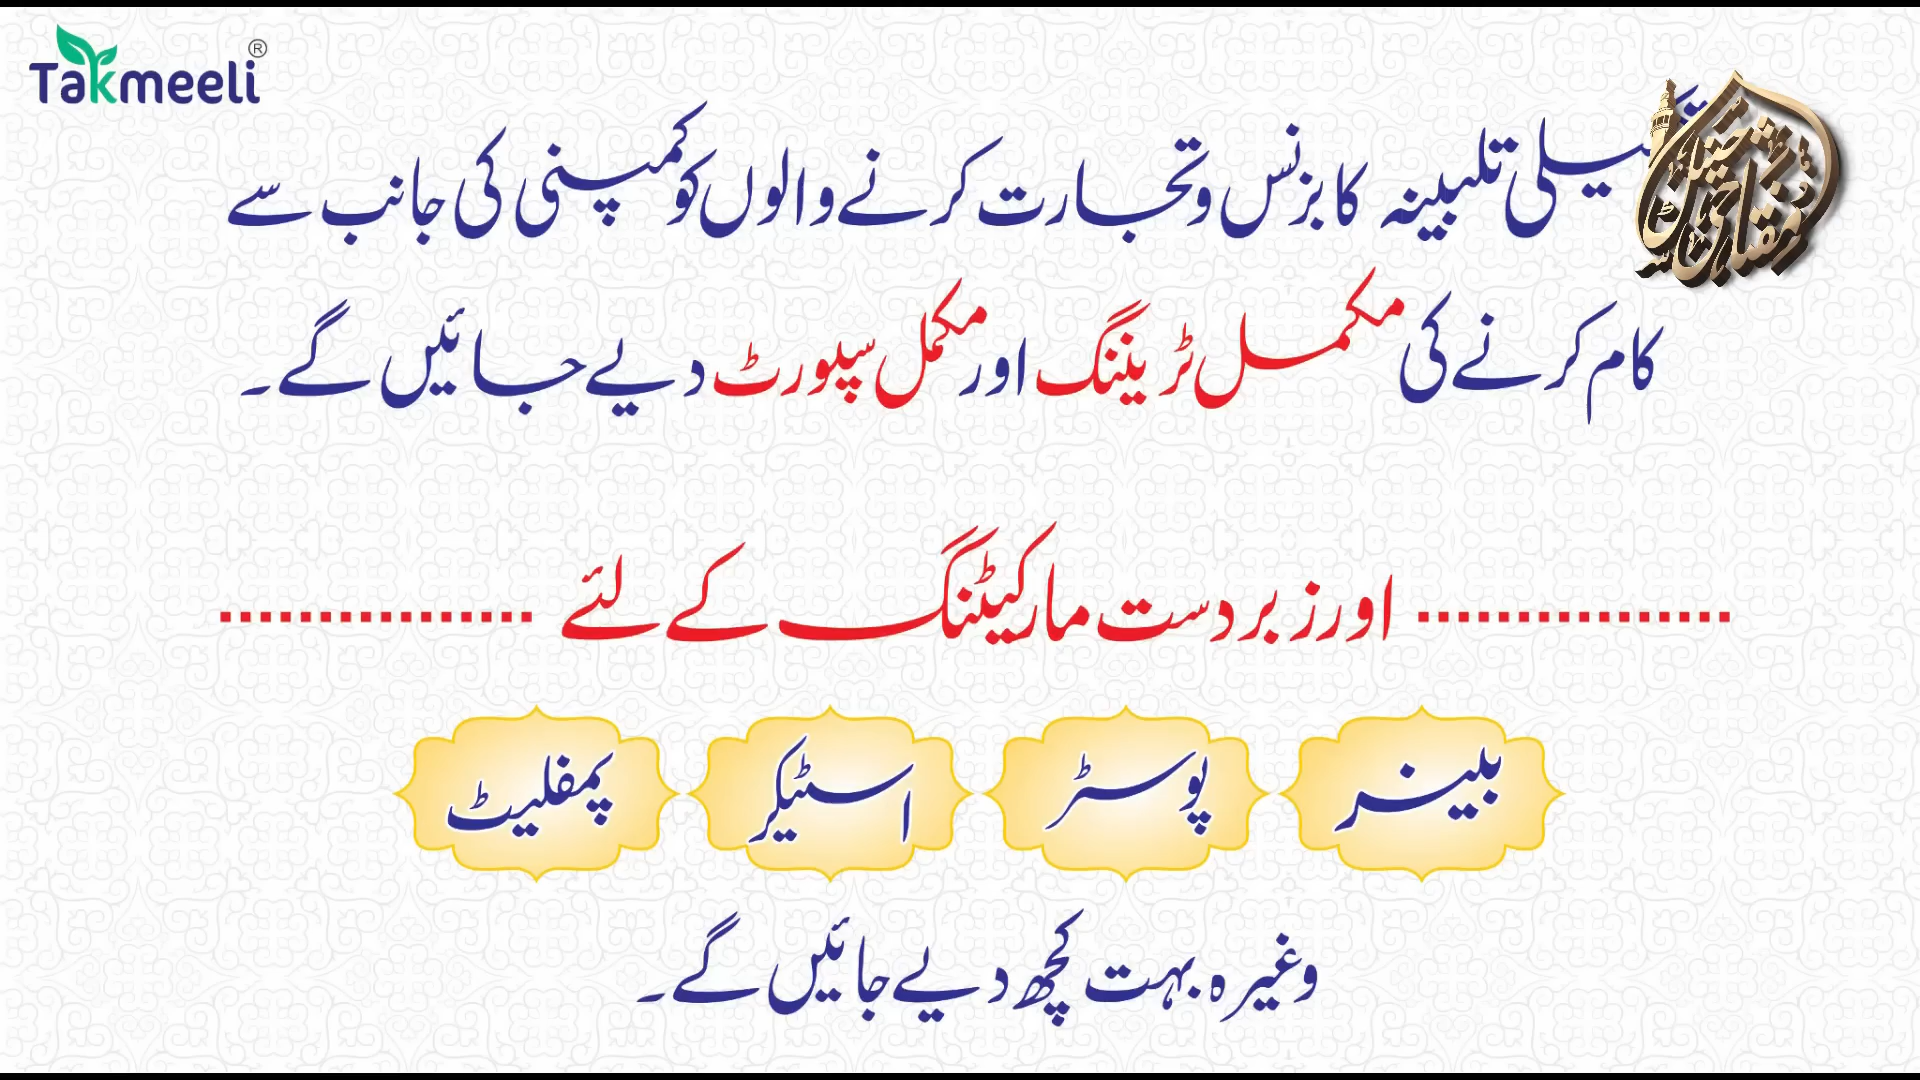 Takmeeli®
تلبینہ کا بزنس و تجارت کرنے والوں کو کمپنی کی جانب سے
کام کرنے کی مکمل ٹریننگ اور مکمل سپورٹ دیے جائیں گے۔
............... اور زبردست مارکیٹنگ کے لئے ...............
بینر پوسٹر اسٹیکر پمفلیٹ
وغیرہ بہت کچھ دیے جائیں گے۔